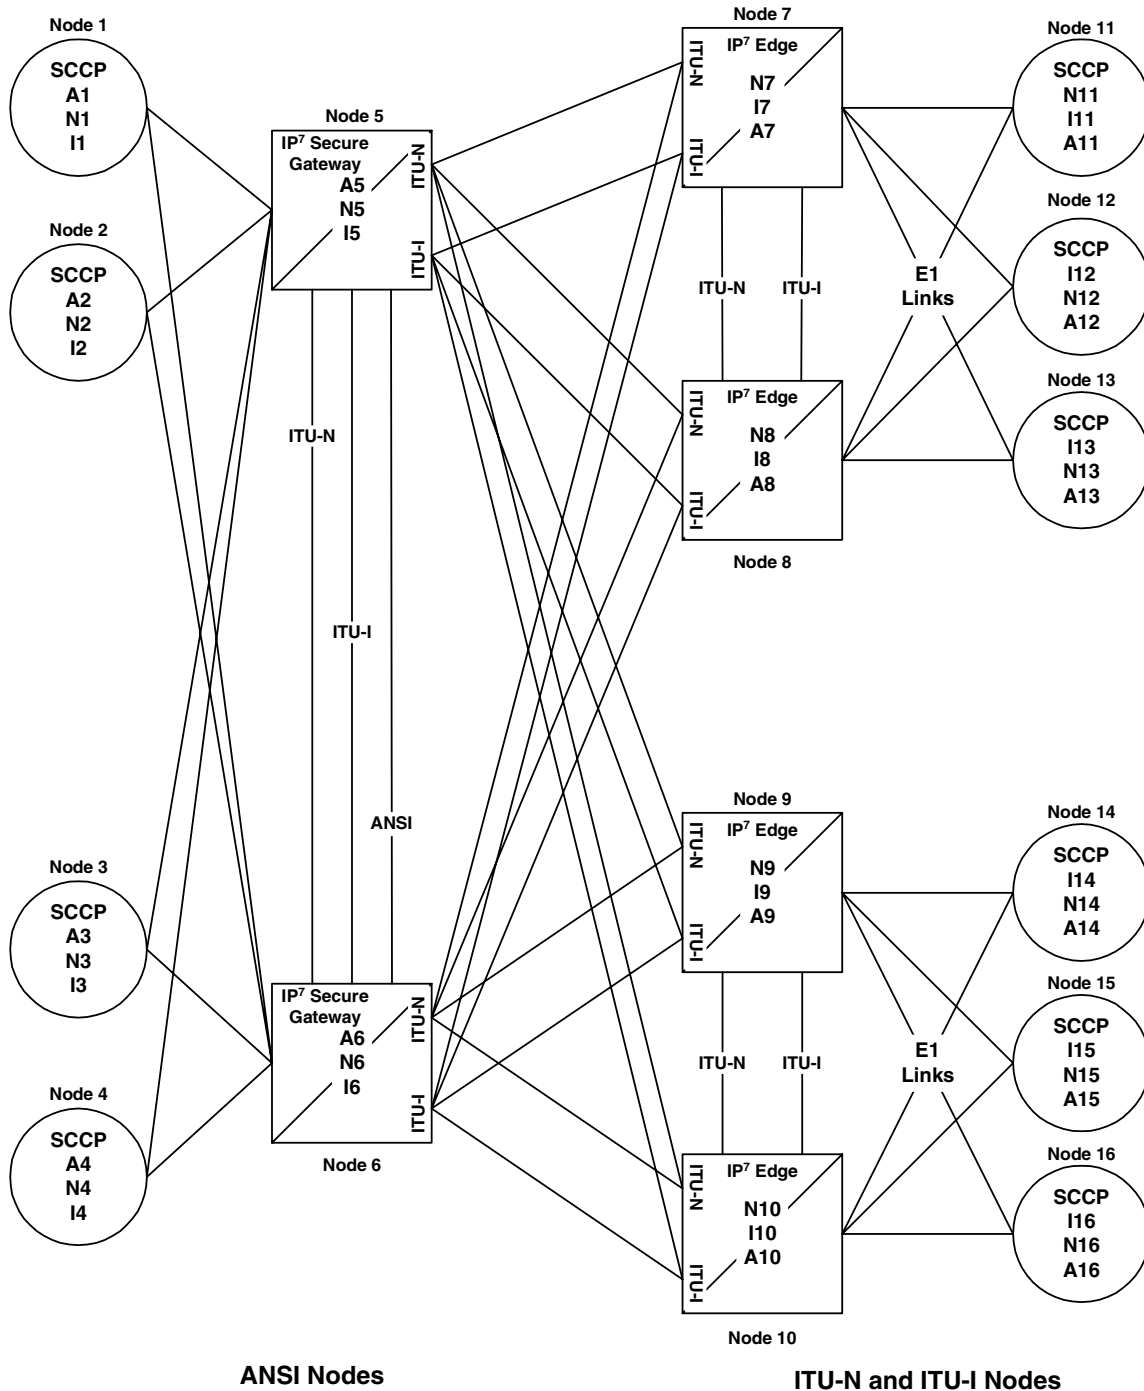 Node 1
SCCP
A1
N1
I1
Node 2
SCCP
A2
N2
I2
Node 3
SCCP
A3
N3
I3
Node 4
SCCP
A4
N4
I4
Node 5
IP7 Secure
Gateway
A5
N5
I5
ITU-N
ITU-I
ITU-N
ITU-I
ANSI
IP7 Secure
Gateway
A6
N6
I6
ITU-N
ITU-I
Node 6
Node 7
IP7 Edge
N7
I7
A7
ITU-N
ITU-I
ITU-N
ITU-I
IP7 Edge
N8
I8
A8
ITU-N
ITU-I
Node 8
Node 9
IP7 Edge
N9
I9
A9
ITU-N
ITU-I
ITU-N
ITU-I
IP7 Edge
N10
I10
A10
ITU-N
ITU-I
Node 10
E1
Links
E1
Links
Node 11
SCCP
N11
I11
A11
Node 12
SCCP
I12
N12
A12
Node 13
SCCP
I13
N13
A13
Node 14
SCCP
I14
N14
A14
Node 15
SCCP
I15
N15
A15
Node 16
SCCP
I16
N16
A16
ANSI Nodes
ITU-N and ITU-I Nodes